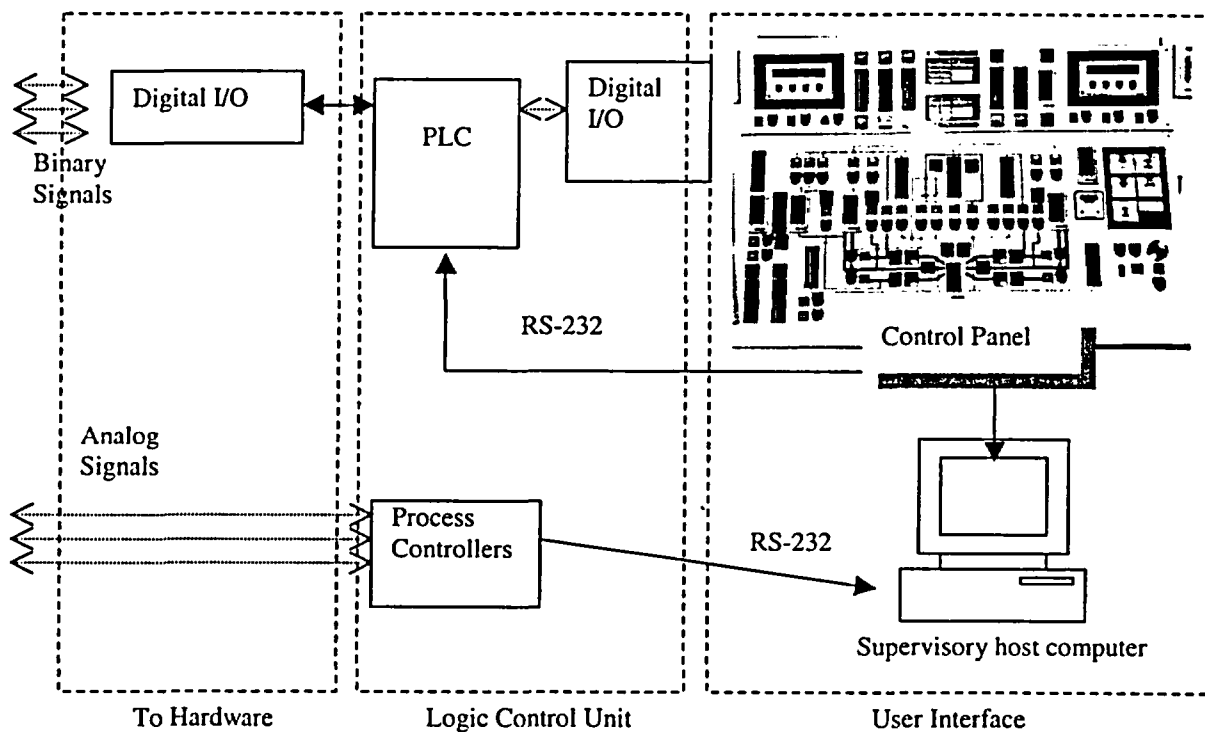 Digital I/O
Binary
Signals
PLC
Digital
I/O
RS-232
Control Panel
Analog
Signals
Process
Controllers
RS-232
Supervisory host computer
To Hardware
Logic Control Unit
User Interface